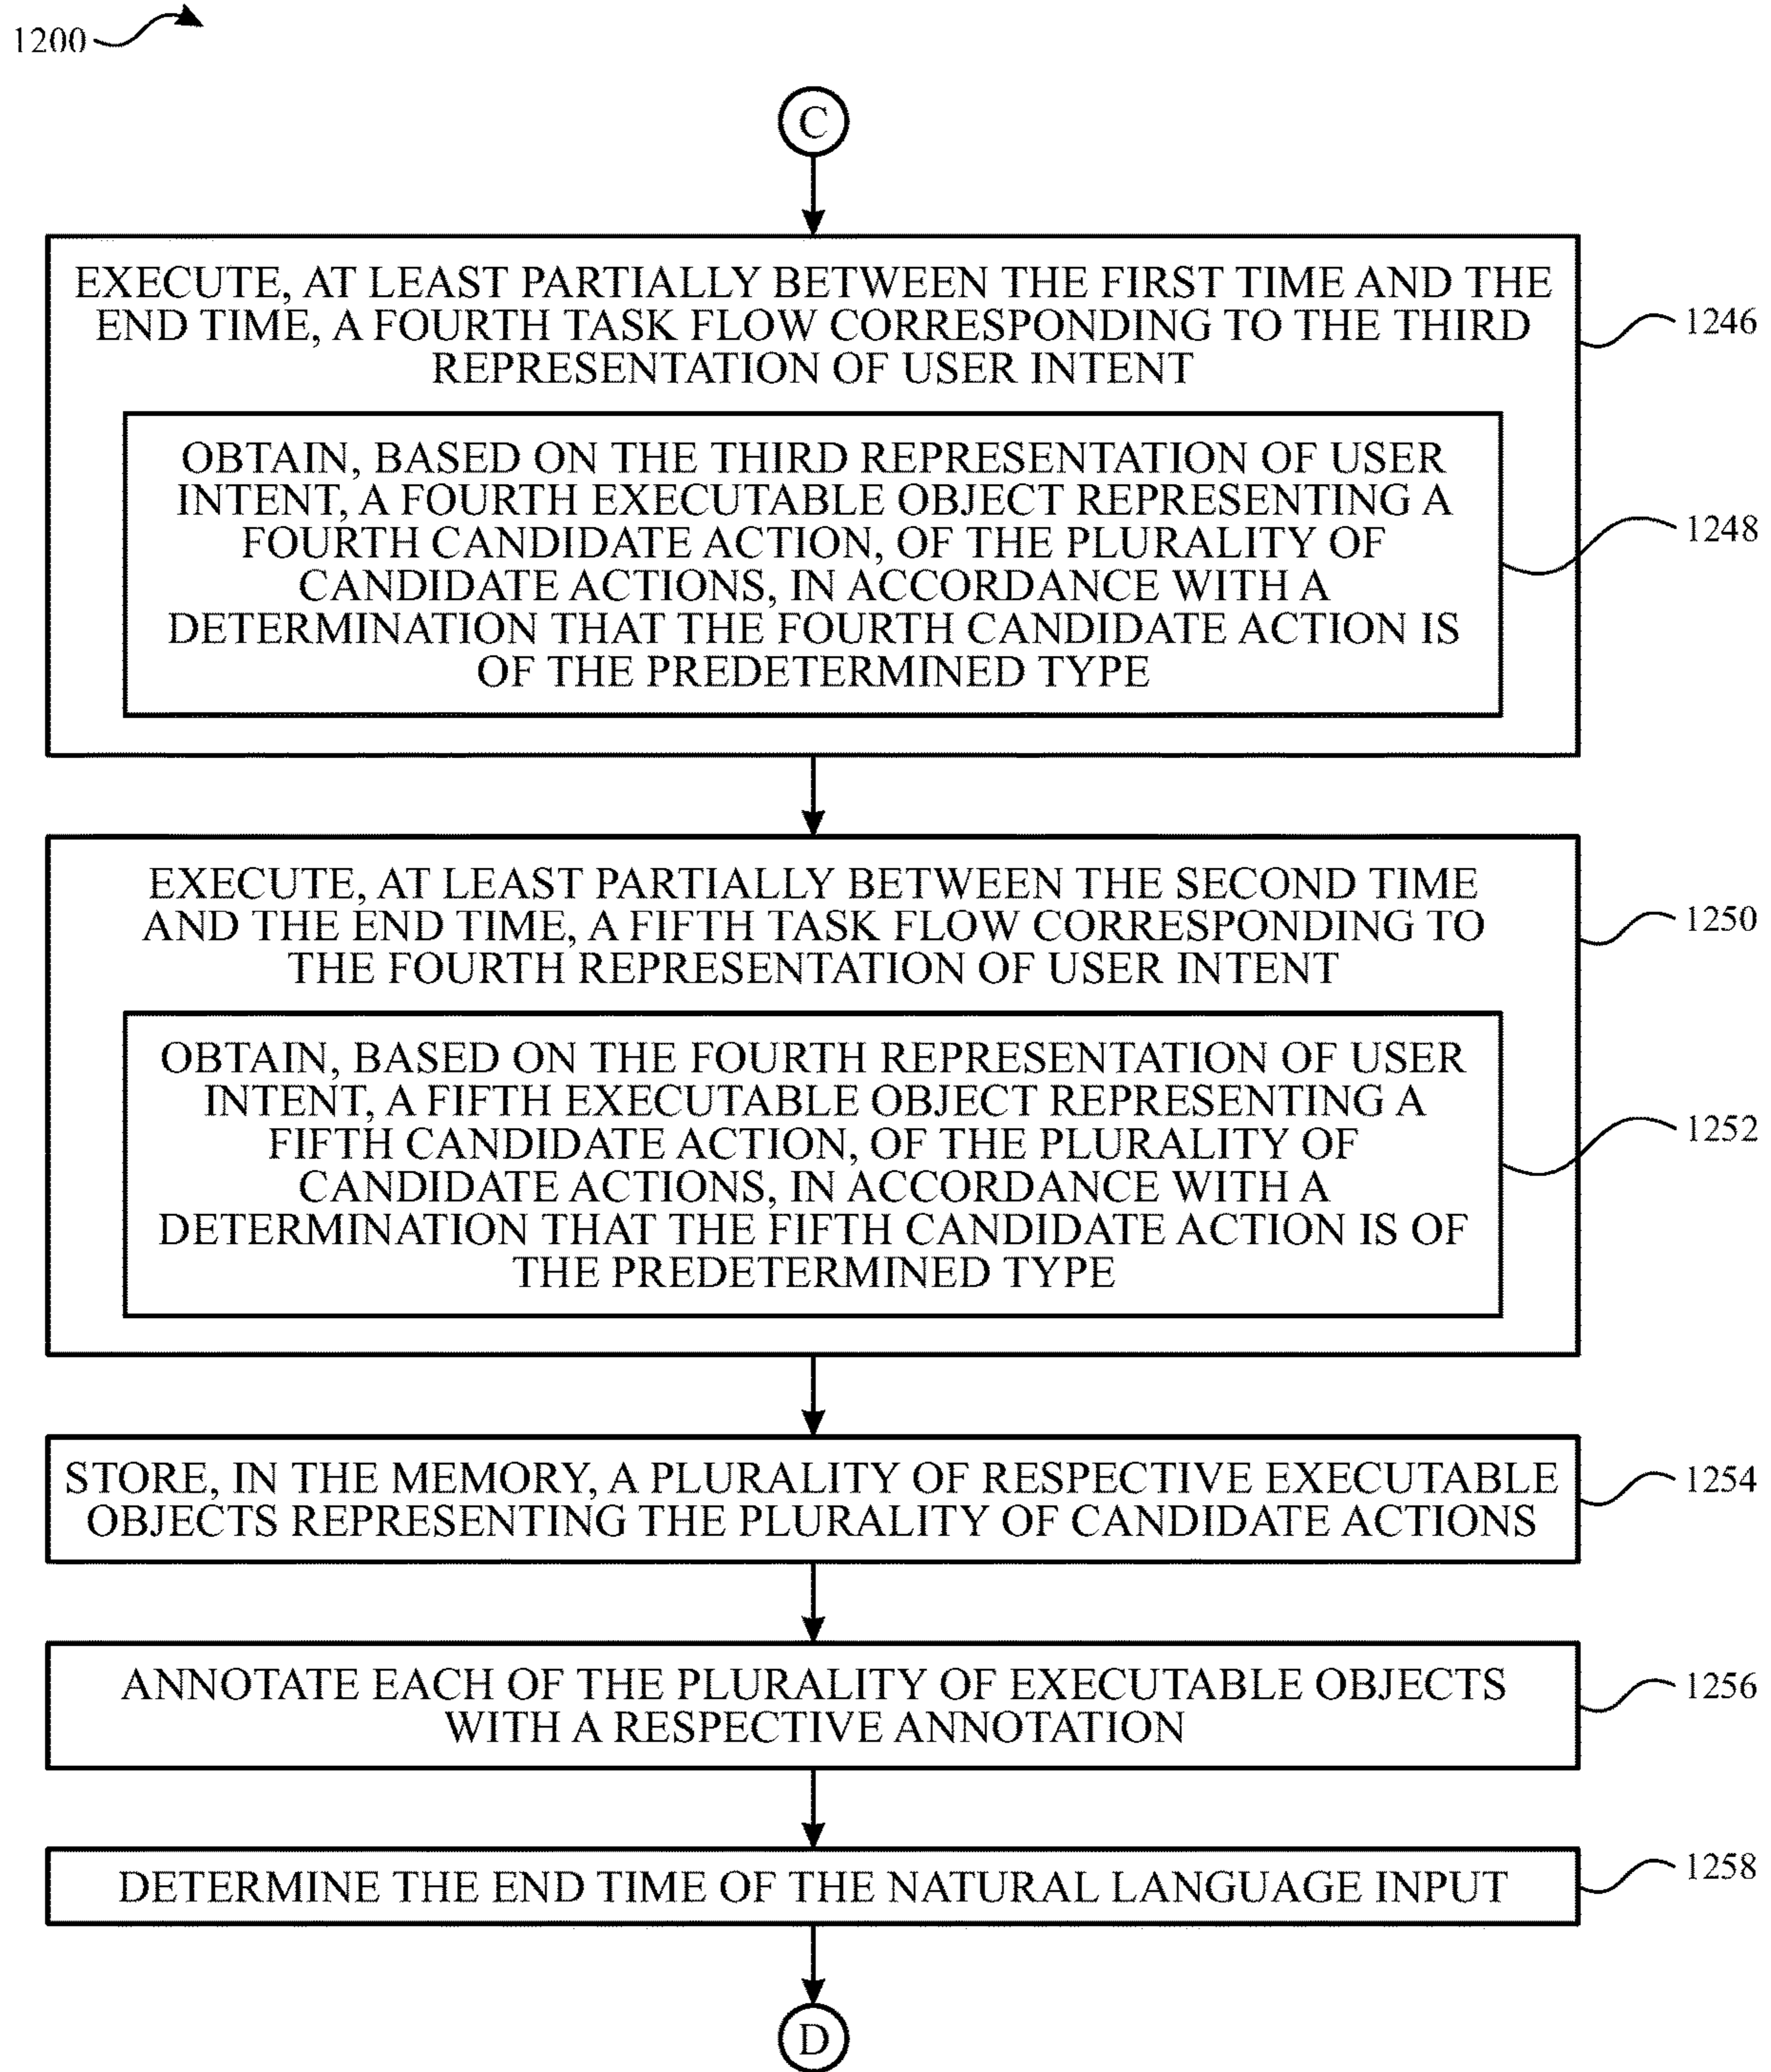 1200
C
EXECUTE, AT LEAST PARTIALLY BETWEEN THE FIRST TIME AND THE
END TIME, A FOURTH TASK FLOW CORRESPONDING TO THE THIRD
REPRESENTATION OF USER INTENT
1246
OBTAIN, BASED ON THE THIRD REPRESENTATION OF USER
INTENT, A FOURTH EXECUTABLE OBJECT REPRESENTING A
FOURTH CANDIDATE ACTION, OF THE PLURALITY OF
CANDIDATE ACTIONS, IN ACCORDANCE WITH A
DETERMINATION THAT THE FOURTH CANDIDATE ACTION IS
OF THE PREDETERMINED TYPE
1248
EXECUTE, AT LEAST PARTIALLY BETWEEN THE SECOND TIME
AND THE END TIME, A FIFTH TASK FLOW CORRESPONDING TO
THE FOURTH REPRESENTATION OF USER INTENT
1250
OBTAIN, BASED ON THE FOURTH REPRESENTATION OF USER
INTENT, A FIFTH EXECUTABLE OBJECT REPRESENTING A
FIFTH CANDIDATE ACTION, OF THE PLURALITY OF
CANDIDATE ACTIONS, IN ACCORDANCE WITH A
DETERMINATION THAT THE FIFTH CANDIDATE ACTION IS OF
THE PREDETERMINED TYPE
1252
STORE, IN THE MEMORY, A PLURALITY OF RESPECTIVE EXECUTABLE
OBJECTS REPRESENTING THE PLURALITY OF CANDIDATE ACTIONS
1254
ANNOTATE EACH OF THE PLURALITY OF EXECUTABLE OBJECTS
WITH A RESPECTIVE ANNOTATION
1256
DETERMINE THE END TIME OF THE NATURAL LANGUAGE INPUT
1258
D